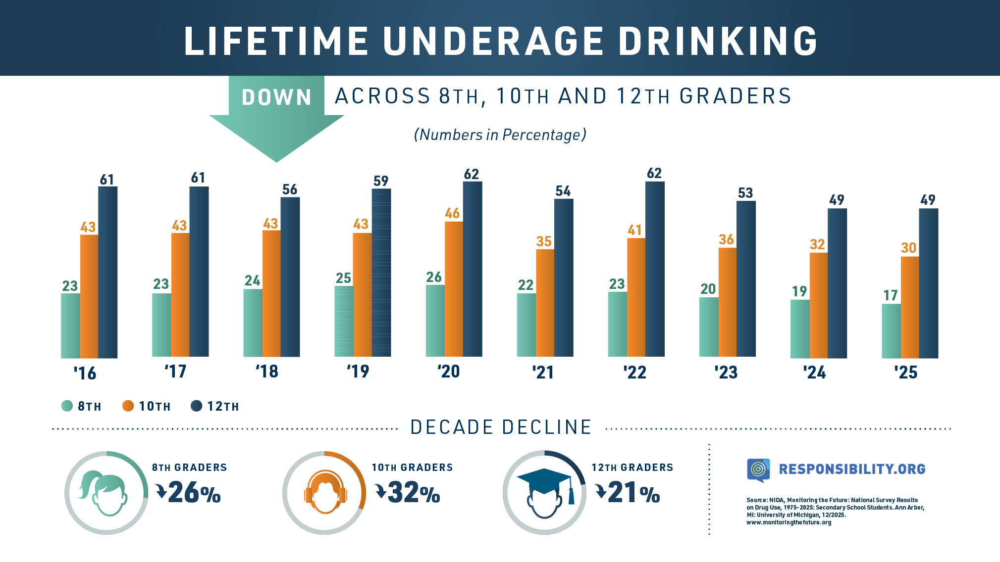 LIFETIME UNDERAGE DRINKING
DOWN ACROSS 8TH, 10TH AND 12TH GRADERS
(Numbers in Percentage)
23 43 61
23 43 61
24 43 56
25 43 59
26 46 62
22 35 54
23 41 62
20 36 53
19 32 49
17 30 49
'16 ‘17 ‘18 ‘19 ‘20 '21 '22 '23 '24 '25
8TH 10TH 12TH
DECADE DECLINE
8TH GRADERS
26%
10TH GRADERS
32%
12TH GRADERS
21%
RESPONSIBILITY.ORG
Source: NIDA, Monitoring the Future: National Survey Results
on Drug Use, 1975-2025: Secondary School Students. Ann Arbor,
MI: University of Michigan, 12/2025.
www.monitoringthefuture.org